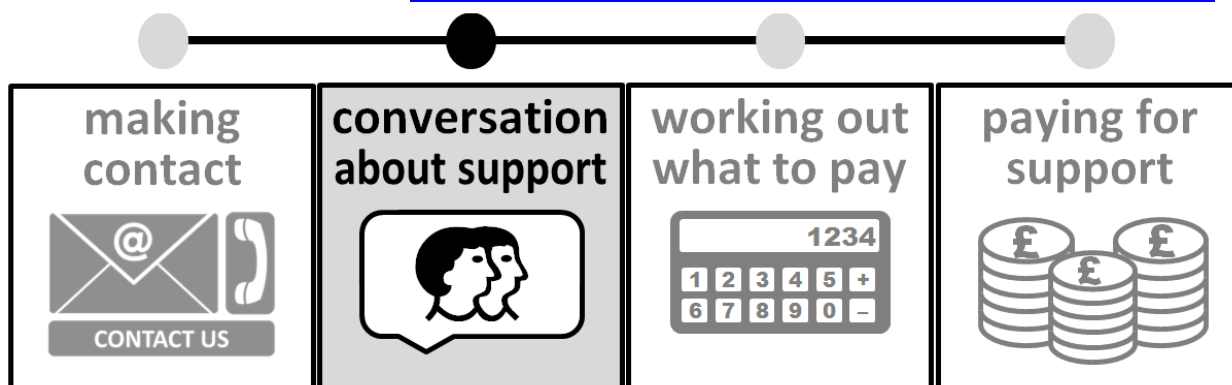 making
contact
@
CONTACT US
conversation
about support
working out
what to pay
1234
1 2 3 4 5 +
6 7 8 9 0 –
paying for
support
£ £ £